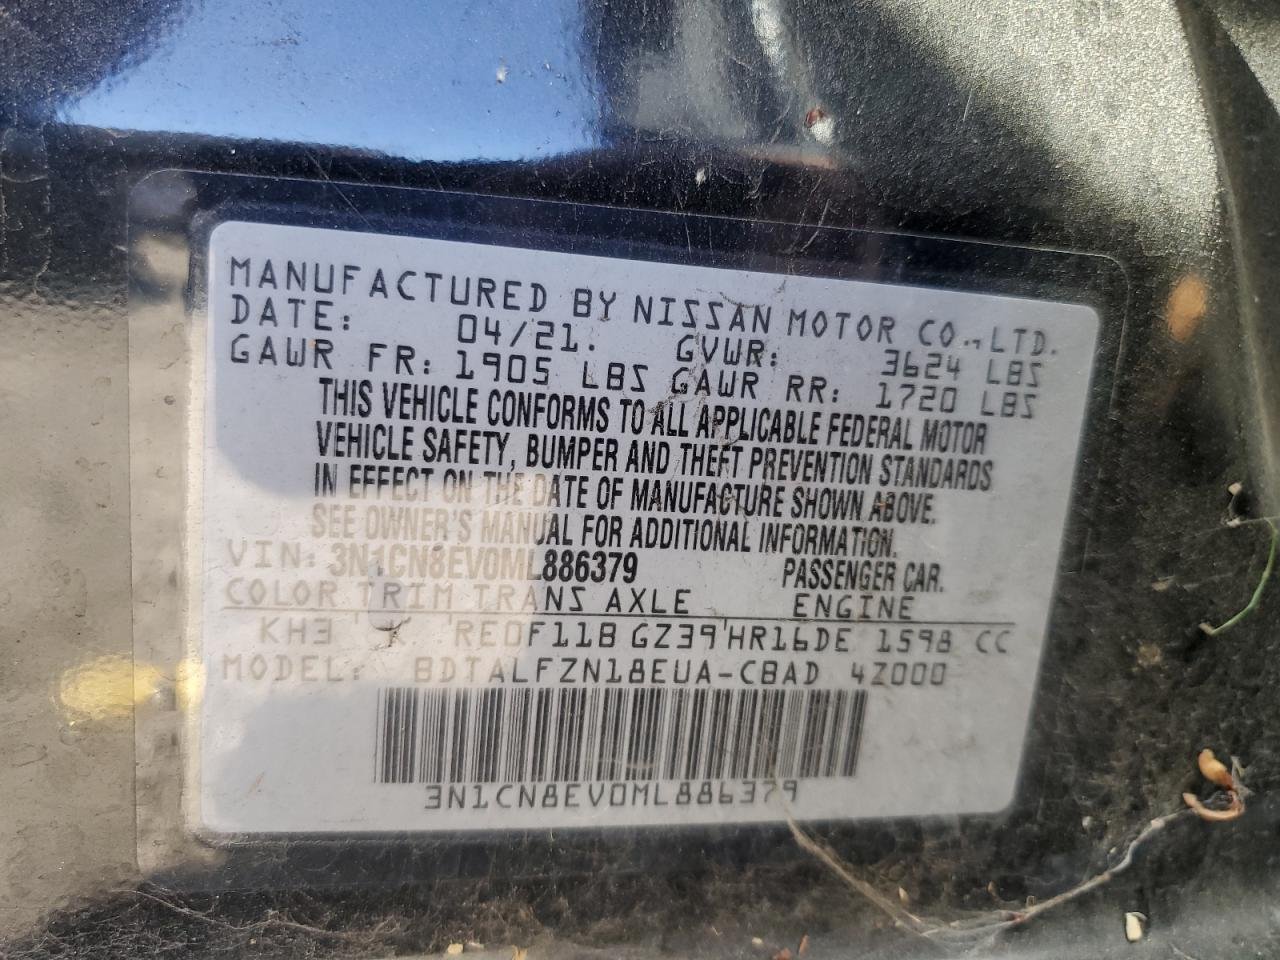 MANUFACTURED BY NISSAN MOTOR CO., LTD.
DATE: 04/21. GVWR: 3624 LBS
GAWR FR: 1905 LBS GAWR RR: 1720 LBS
THIS VEHICLE CONFORMS TO ALL APPLICABLE FEDERAL MOTOR
VEHICLE SAFETY, BUMPER AND THEFT PREVENTION STANDARDS
IN EFFECT ON THE DATE OF MANUFACTURE SHOWN ABOVE.
SEE OWNER'S MANUAL FOR ADDITIONAL INFORMATION.
VIN: 3N1CN8EV0ML886379 PASSENGER CAR.
COLOR TRIM TRANS AXLE ENGINE
KH3 RE0F11B GZ39 HR16DE 1598 CC
MODEL: BDTALFZN18EUA-CBAD 4Z000
3N1CN8EV0ML886379